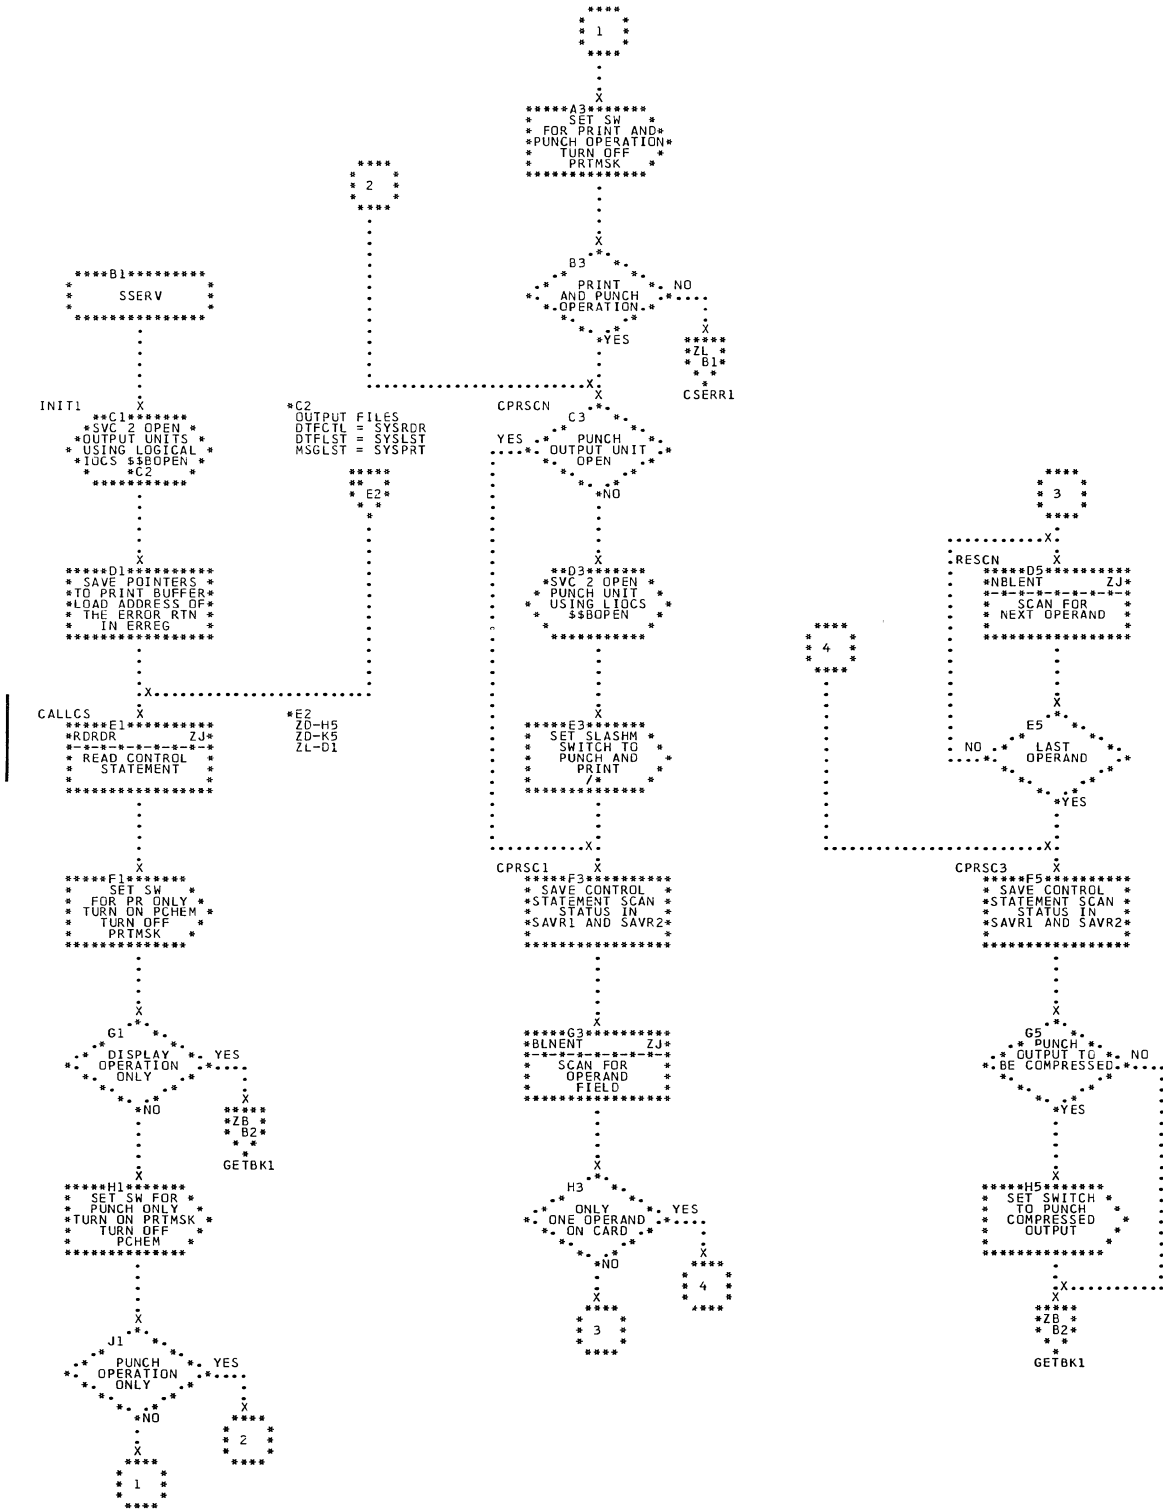 1
A3
SET SW
FOR PRINT AND
PUNCH OPERATION
TURN OFF
PRTMSK
2
B3
PRINT
AND PUNCH
OPERATION
NO
YES
ZL
B1
CSERR1
B1
SSERV
INIT1
C1
SVC 2 OPEN
OUTPUT UNITS
USING LOGICAL
IOCS $$BOPEN
*C2
*C2
OUTPUT FILES
DTFCTL = SYSRDR
DTFLST = SYSLST
MSGLST = SYSPRT
E2
D1
SAVE POINTERS
TO PRINT BUFFER
LOAD ADDRESS OF
THE ERROR RTN
IN ERREG
CALLCS
E1
RDRDR ZJ
READ CONTROL
STATEMENT
*E2
ZD-H5
ZD-K5
ZL-D1
F1
SET SW
FOR PR ONLY
TURN ON PCHEM
TURN OFF
PRTMSK
G1
DISPLAY
OPERATION
ONLY
YES
NO
ZB
B2
GETBK1
H1
SET SW FOR
PUNCH ONLY
TURN ON PRTMSK
TURN OFF
PCHEM
J1
PUNCH
OPERATION
ONLY
YES
NO
2
1
CPRSCN
C3
PUNCH
OUTPUT UNIT
OPEN
YES
NO
D3
SVC 2 OPEN
PUNCH UNIT
USING LIOCS
$$BOPEN
E3
SET SLASHM
SWITCH TO
PUNCH AND
PRINT
/*
CPRSC1
F3
SAVE CONTROL
STATEMENT SCAN
STATUS IN
SAVR1 AND SAVR2
G3
BLNENT ZJ
SCAN FOR
OPERAND
FIELD
H3
ONLY
ONE OPERAND
ON CARD
YES
NO
4
3
3
RESCN
D5
NBLENT ZJ
SCAN FOR
NEXT OPERAND
4
E5
LAST
OPERAND
NO
YES
CPRSC3
F5
SAVE CONTROL
STATEMENT SCAN
STATUS IN
SAVR1 AND SAVR2
G5
PUNCH
OUTPUT TO
BE COMPRESSED
NO
YES
H5
SET SWITCH
TO PUNCH
COMPRESSED
OUTPUT
ZB
B2
GETBK1